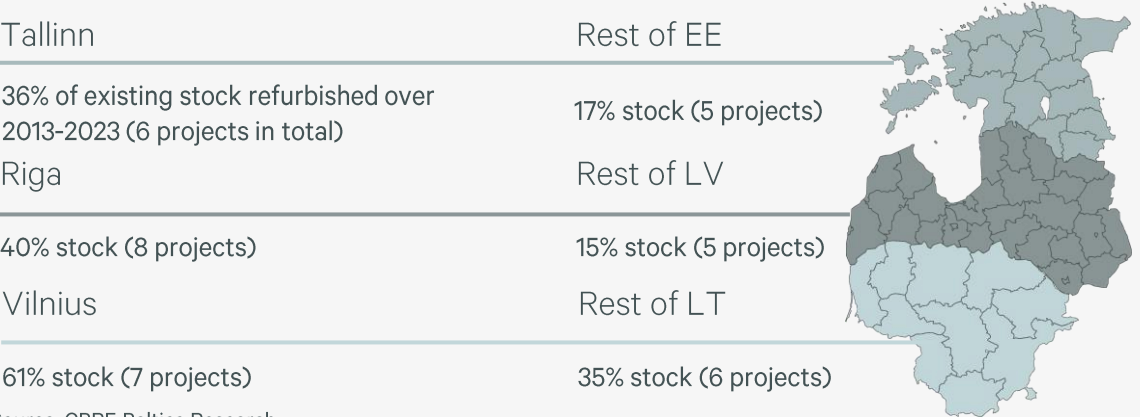 Tallinn
Rest of EE
36% of existing stock refurbished over
2013-2023 (6 projects in total)
17% stock (5 projects)
Riga
Rest of LV
40% stock (8 projects)
15% stock (5 projects)
Vilnius
Rest of LT
61% stock (7 projects)
35% stock (6 projects)